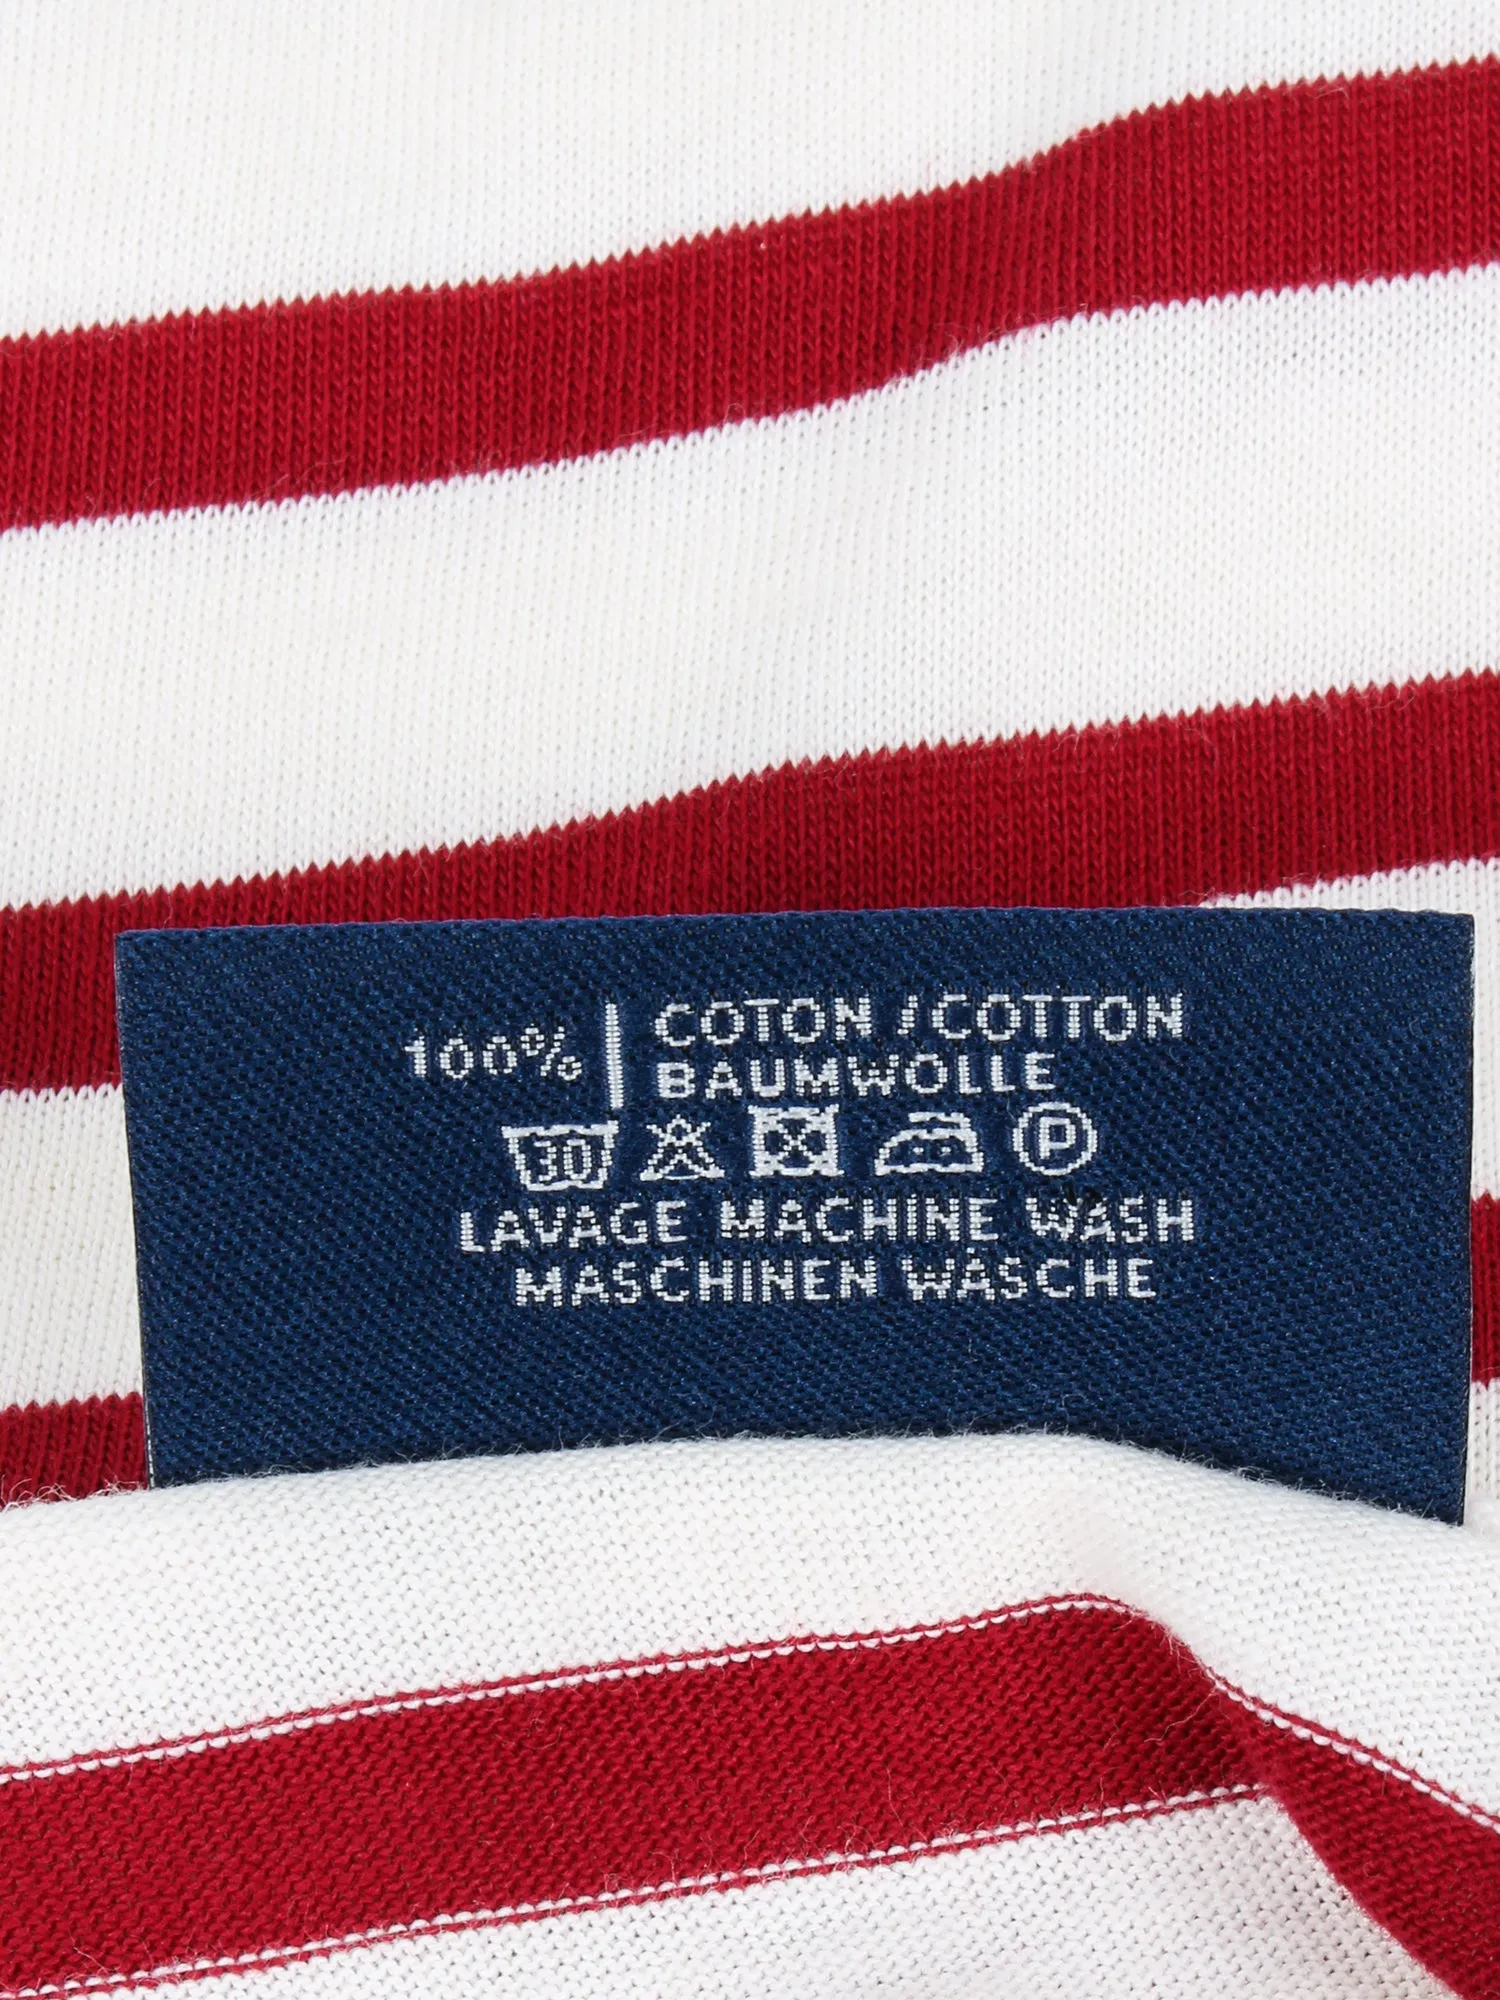 100% COTON / COTTON
BAUMWOLLE
30 P
LAVAGE MACHINE WASH
MASCHINEN WÄSCHE